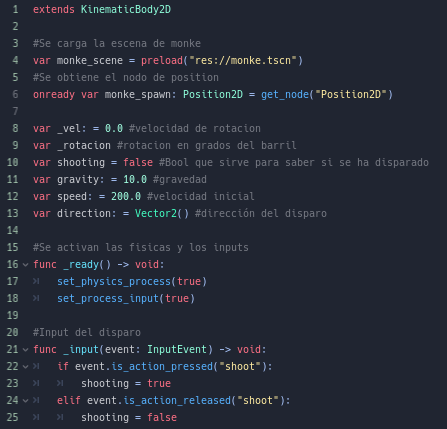 1 extends KinematicBody2D
2
3 #Se carga la escena de monke
4 var monke_scene = preload("res://monke.tscn")
5 #Se obtiene el nodo de position
6 onready var monke_spawn: Position2D = get_node("Position2D")
7
8 var _vel: = 0.0 #velocidad de rotacion
9 var _rotacion #rotacion en grados del barril
10 var shooting = false #Bool que sirve para saber si se ha disparado
11 var gravity: = 10.0 #gravedad
12 var speed: = 200.0 #velocidad inicial
13 var direction: = Vector2() #dirección del disparo
14
15 #Se activan las fisicas y los inputs
16 func _ready() -> void:
17 set_physics_process(true)
18 set_process_input(true)
19
20 #Input del disparo
21 func _input(event: InputEvent) -> void:
22 if event.is_action_pressed("shoot"):
23 shooting = true
24 elif event.is_action_released("shoot"):
25 shooting = false